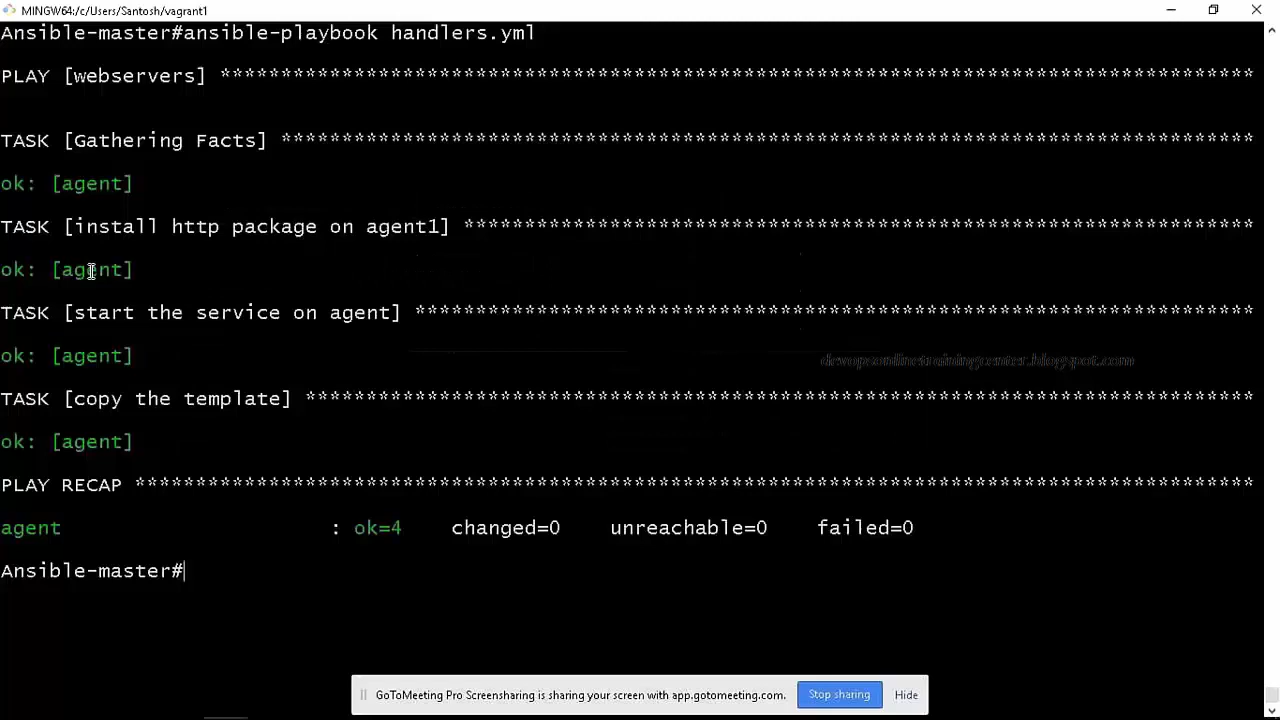 MINGW64:/c/Users/Santosh/vagrant1
Ansible-master#ansible-playbook handlers.yml
PLAY [webservers] *************************************************************************************
TASK [Gathering Facts] ********************************************************************************
ok: [agent]
TASK [install http package on agent1] *****************************************************************
ok: [agent]
TASK [start the service on agent] *********************************************************************
ok: [agent]
TASK [copy the template] ******************************************************************************
ok: [agent]
PLAY RECAP ********************************************************************************************
agent : ok=4 changed=0 unreachable=0 failed=0
Ansible-master#
devopsonlinetrainingcenter.blogspot.com
GoToMeeting Pro Screensharing is sharing your screen with app.gotomeeting.com. Stop sharing Hide